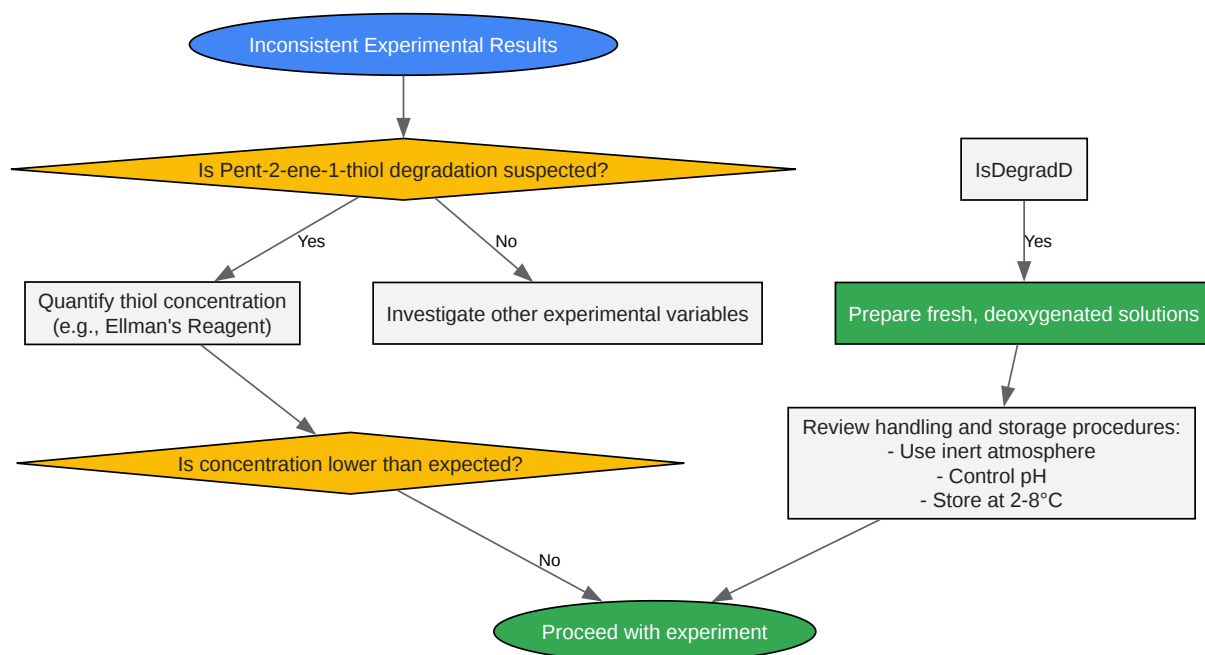 Inconsistent Experimental Results
Is Pent-2-ene-1-thiol degradation suspected?
IsDegradD
Yes
No
Yes
Quantify thiol concentration
(e.g., Ellman's Reagent)
Investigate other experimental variables
Prepare fresh, deoxygenated solutions
Is concentration lower than expected?
Review handling and storage procedures:
- Use inert atmosphere
- Control pH
- Store at 2-8°C
No
Proceed with experiment